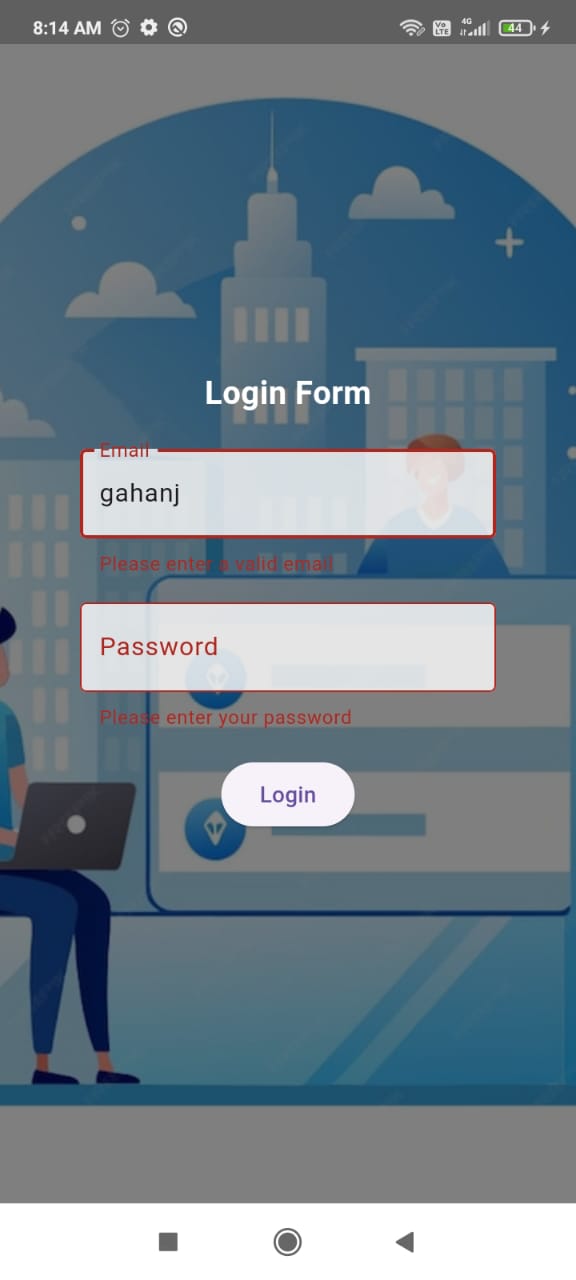 8:14 AM
Vo
LTE
4G
44
Login Form
Email
gahanj
Please enter a valid email
Password
Please enter your password
Login